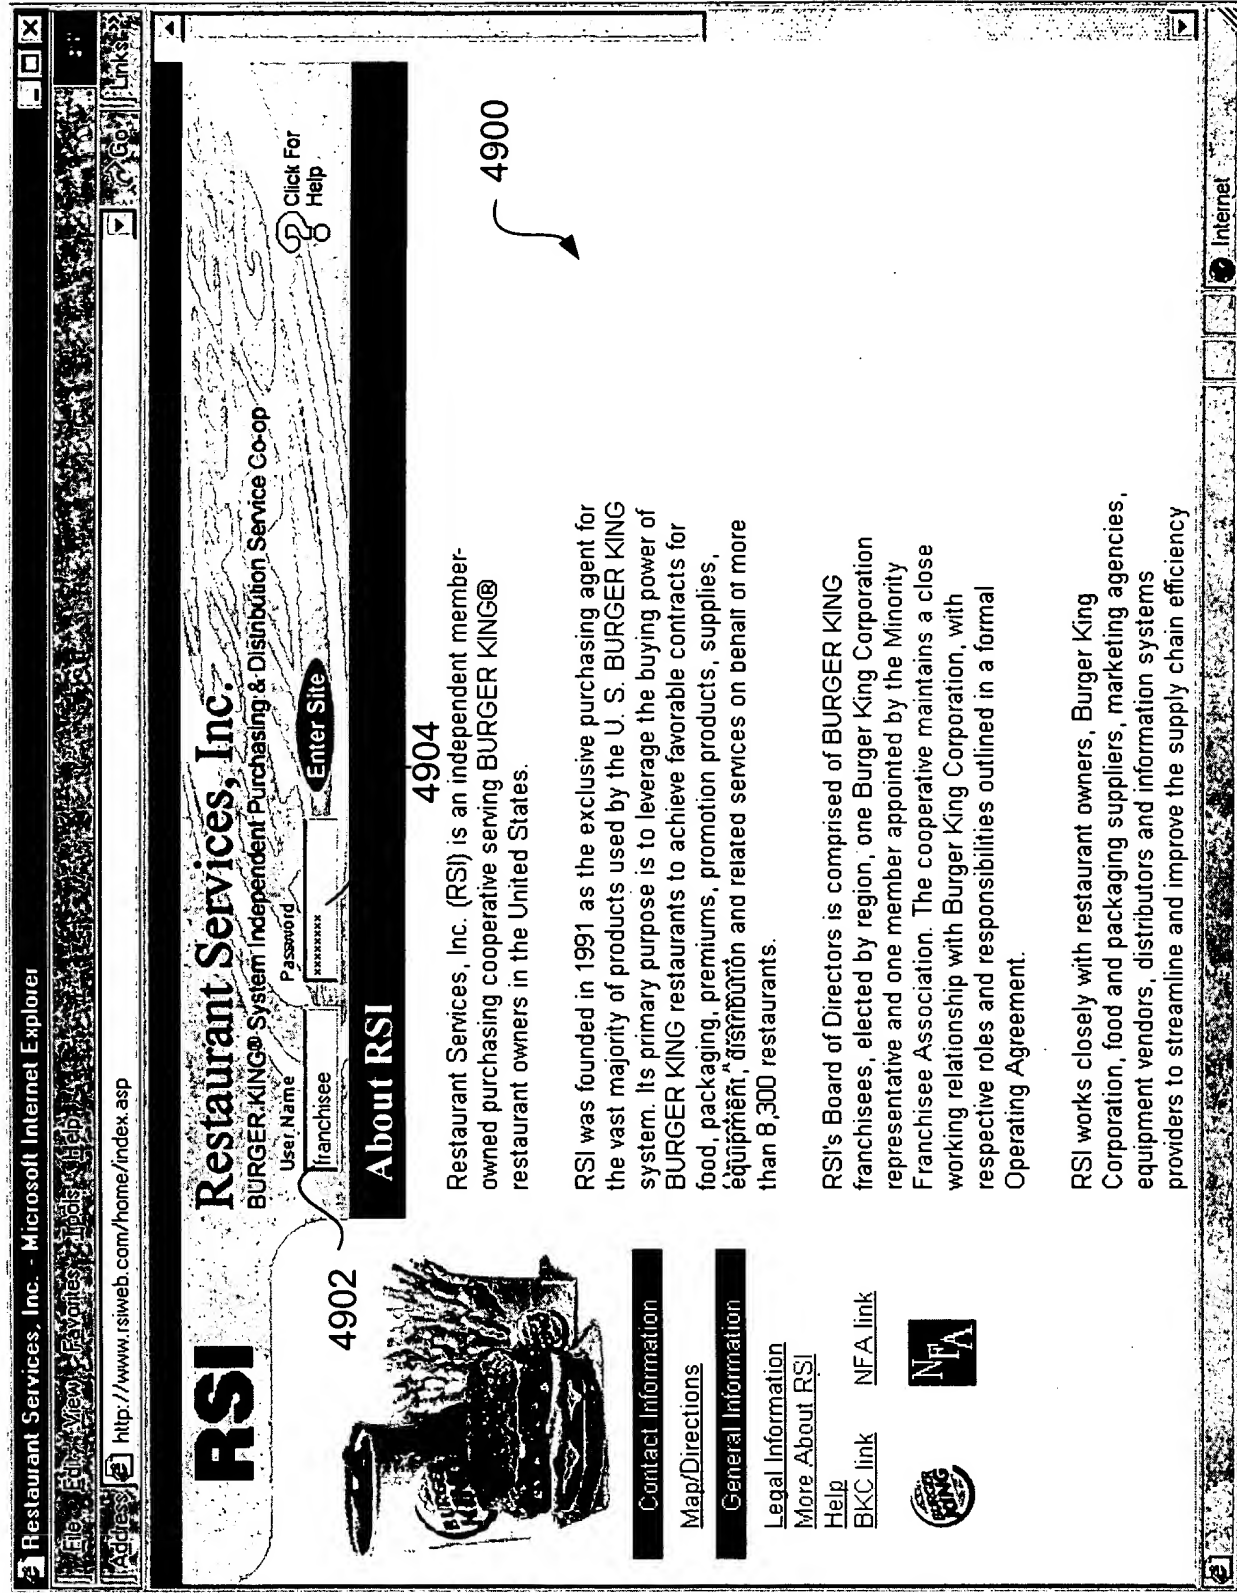 Restaurant Services, Inc. - Microsoft Internet Explorer
File Edit View Favorites Tools Help
Address http://www.rsiweb.com/home/index.asp Go Links
RSI
Restaurant Services, Inc.
BURGER KING® System Independent Purchasing & Distribution Service Co-op
User Name Password
franchisee xxxxxxxxx Enter Site
Click For
Help
4902
4904
4900
About RSI
Restaurant Services, Inc. (RSI) is an independent member-
owned purchasing cooperative serving BURGER KING®
restaurant owners in the United States.
RSI was founded in 1991 as the exclusive purchasing agent for
the vast majority of products used by the U. S. BURGER KING
system. Its primary purpose is to leverage the buying power of
BURGER KING restaurants to achieve favorable contracts for
food, packaging, premiums, promotion products, supplies,
equipment, distribution and related services on behalf of more
than 8,300 restaurants.
RSI's Board of Directors is comprised of BURGER KING
franchisees, elected by region, one Burger King Corporation
representative and one member appointed by the Minority
Franchisee Association. The cooperative maintains a close
working relationship with Burger King Corporation, with
respective roles and responsibilities outlined in a formal
Operating Agreement.
RSI works closely with restaurant owners, Burger King
Corporation, food and packaging suppliers, marketing agencies,
equipment vendors, distributors and information systems
providers to streamline and improve the supply chain efficiency
BURGER
KING
Contact Information
Map/Directions
General Information
Legal Information
More About RSI
Help
BKC link NFA link
BURGER
KING
NFA
Internet